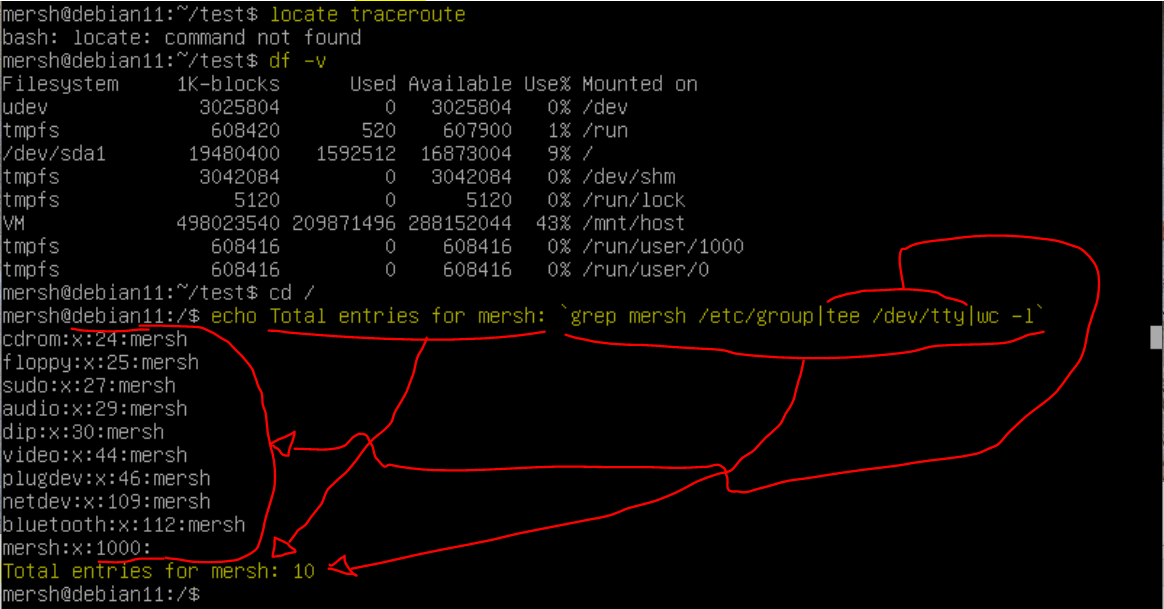 mersh@debian11:~/test$ locate traceroute
bash: locate: command not found
mersh@debian11:~/test$ df -v
Filesystem     1K-blocks      Used Available Use% Mounted on
udev             3025804         0   3025804   0% /dev
tmpfs             608420       520    607900   1% /run
/dev/sda1       19480400   1592512  16873004   9% /
tmpfs            3042084         0   3042084   0% /dev/shm
tmpfs               5120         0      5120   0% /run/lock
VM             498023540 209871496 288152044  43% /mnt/host
tmpfs             608416         0    608416   0% /run/user/1000
tmpfs             608416         0    608416   0% /run/user/0
mersh@debian11:~/test$ cd /
mersh@debian11:/$ echo Total entries for mersh: `grep mersh /etc/group|tee /dev/tty|wc -l`
cdrom:x:24:mersh
floppy:x:25:mersh
sudo:x:27:mersh
audio:x:29:mersh
dip:x:30:mersh
video:x:44:mersh
plugdev:x:46:mersh
netdev:x:109:mersh
bluetooth:x:112:mersh
mersh:x:1000:
Total entries for mersh: 10
mersh@debian11:/$